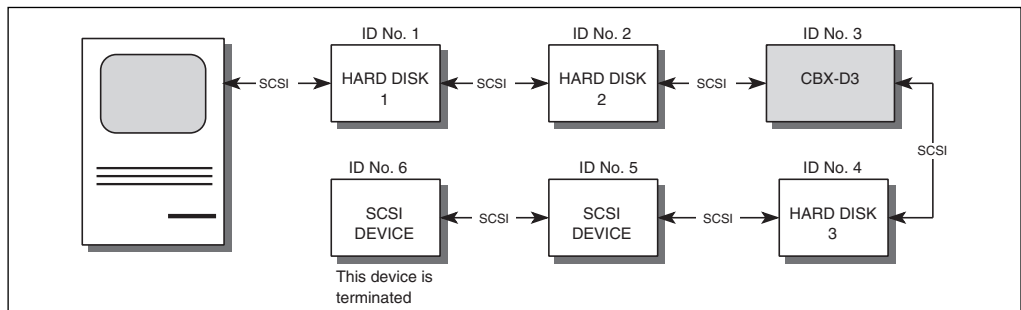 ID No. 1
ID No. 2
ID No. 3
SCSI
HARD DISK
1
SCSI
HARD DISK
2
SCSI
CBX-D3
SCSI
ID No. 6
ID No. 5
ID No. 4
SCSI
DEVICE
SCSI
SCSI
DEVICE
SCSI
HARD DISK
3
This device is
terminated